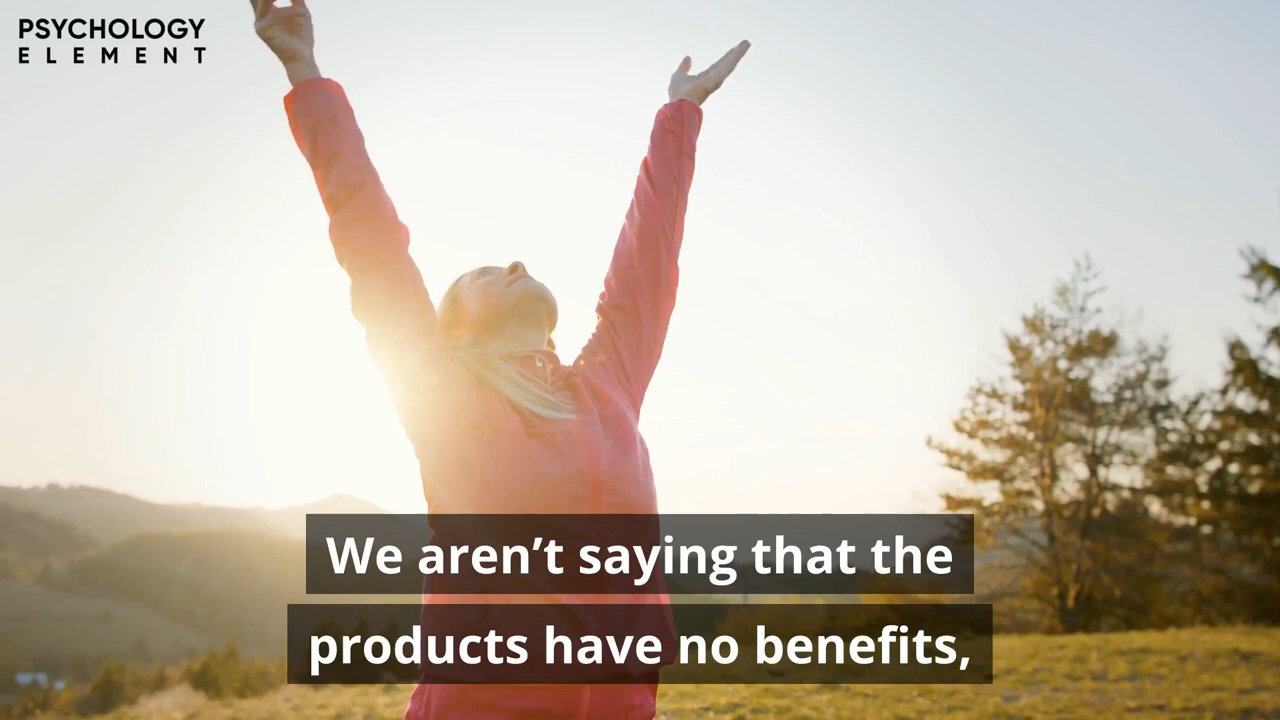 PSYCHOLOGY
ELEMENT
We aren’t saying that the
products have no benefits,